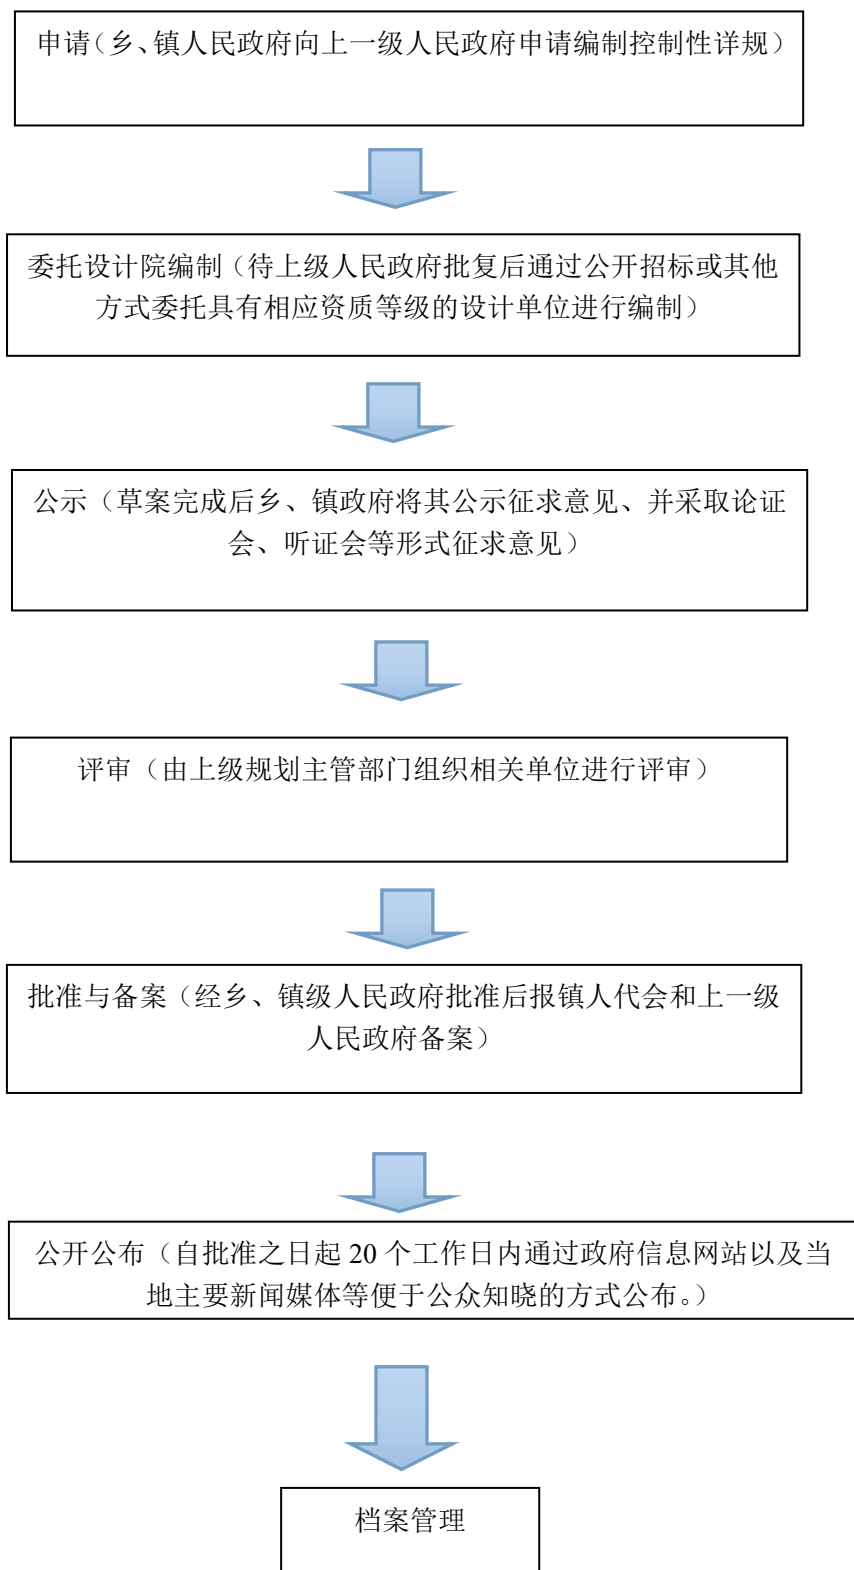 申请（乡、镇人民政府向上一级人民政府申请编制控制性详规）
委托设计院编制（待上级人民政府批复后通过公开招标或其他
方式委托具有相应资质等级的设计单位进行编制）
公示（草案完成后乡、镇政府将其公示征求意见、并采取论证
会、听证会等形式征求意见）
评审（由上级规划主管部门组织相关单位进行评审）
批准与备案（经乡、镇级人民政府批准后报镇人代会和上一级
人民政府备案）
公开公布（自批准之日起 20 个工作日内通过政府信息网站以及当
地主要新闻媒体等便于公众知晓的方式公布。）
档案管理